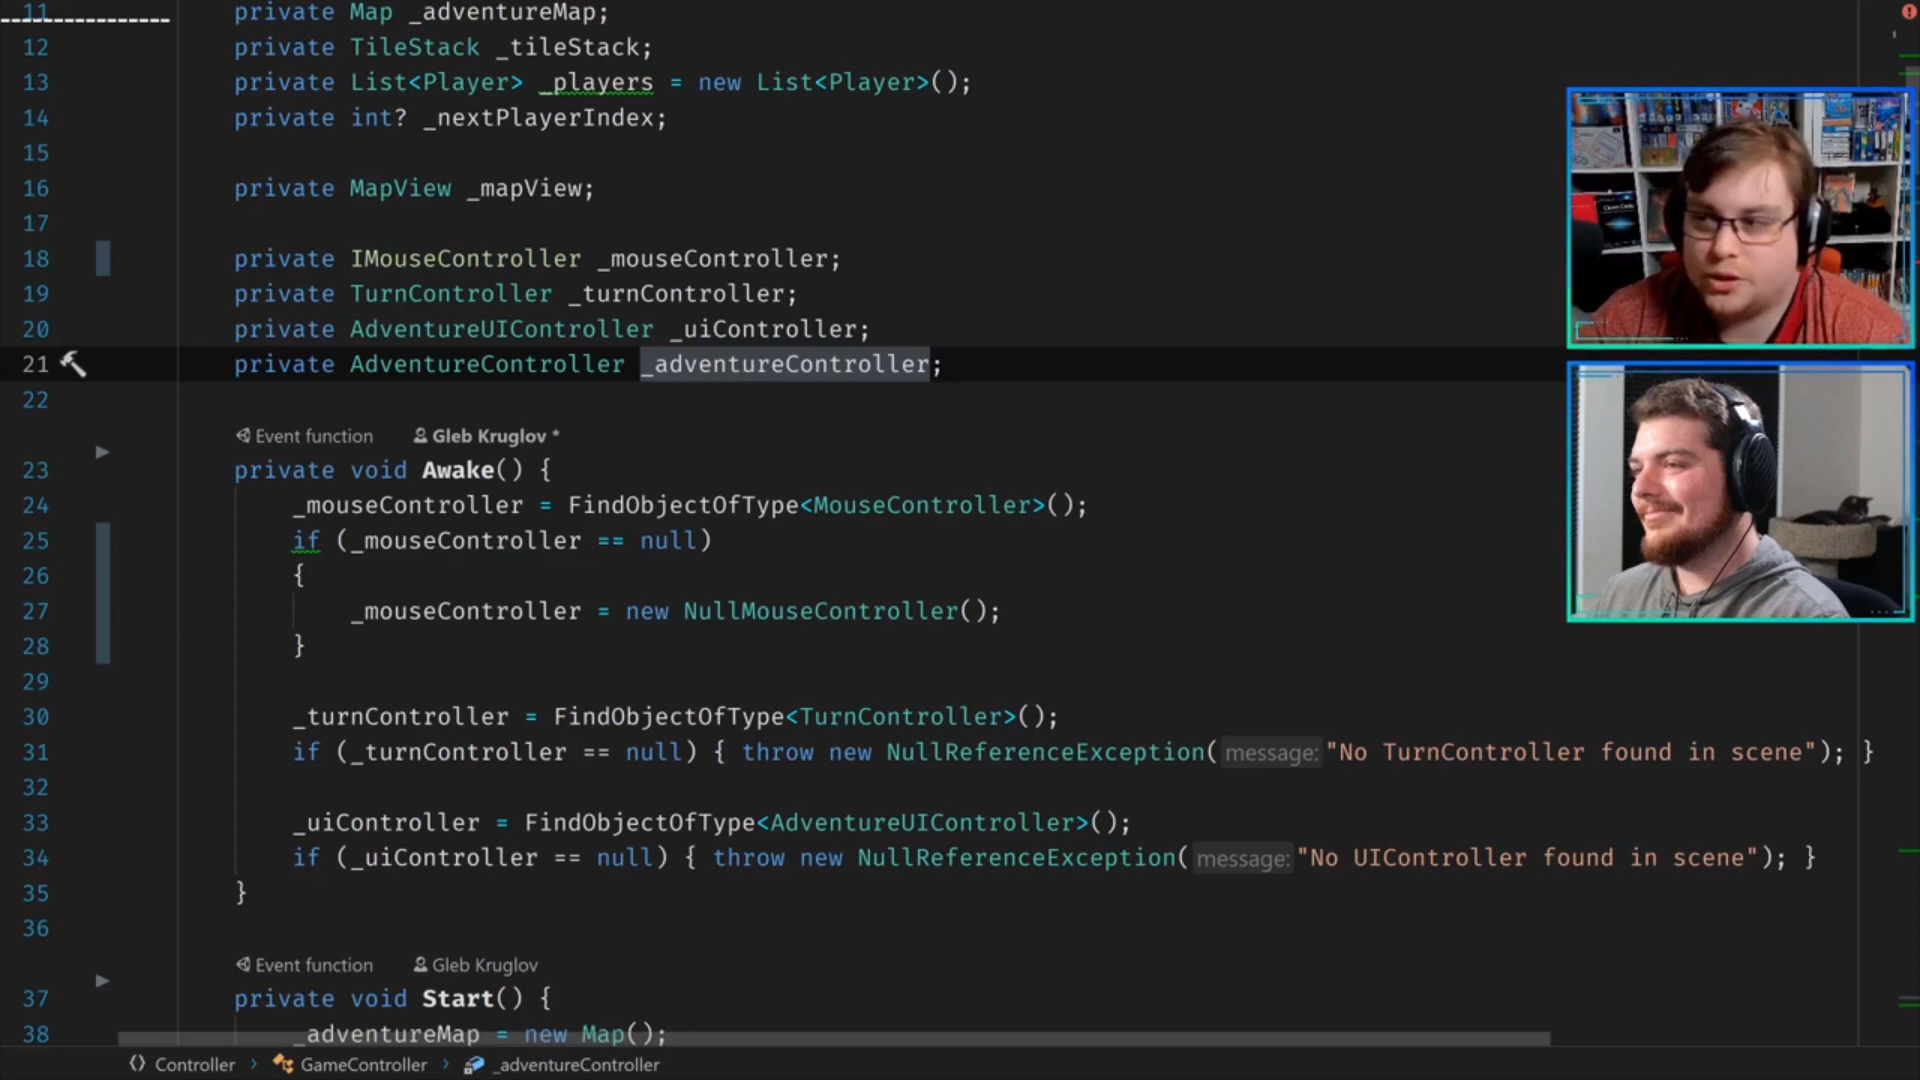 11 private Map _adventureMap;
12 private TileStack _tileStack;
13 private List<Player> _players = new List<Player>();
14 private int? _nextPlayerIndex;
15
16 private MapView _mapView;
17
18 private IMouseController _mouseController;
19 private TurnController _turnController;
20 private AdventureUIController _uiController;
21 private AdventureController _adventureController;
22
Event function Gleb Kruglov *
23 private void Awake() {
24 _mouseController = FindObjectOfType<MouseController>();
25 if (_mouseController == null)
26 {
27 _mouseController = new NullMouseController();
28 }
29
30 _turnController = FindObjectOfType<TurnController>();
31 if (_turnController == null) { throw new NullReferenceException( message: "No TurnController found in scene"); }
32
33 _uiController = FindObjectOfType<AdventureUIController>();
34 if (_uiController == null) { throw new NullReferenceException( message: "No UIController found in scene"); }
35 }
36
Event function Gleb Kruglov
37 private void Start() {
38 _adventureMap = new Map();
Controller > GameController > _adventureController